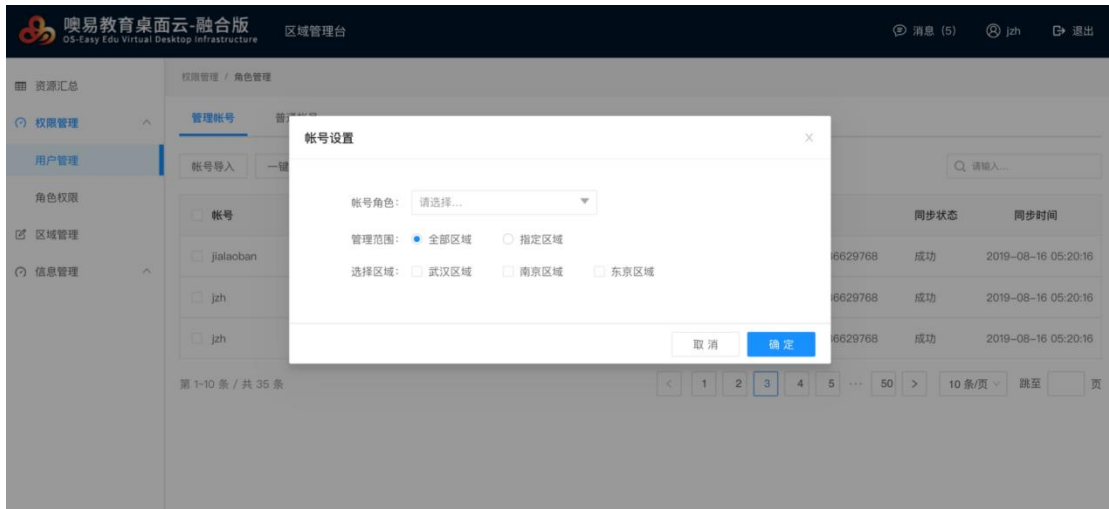 噢易教育桌面云-融合版 区域管理台 消息 (5) jzh 退出
OS-Easy Edu Virtual Desktop Infrastructure
资源汇总
权限管理
用户管理
角色权限
区域管理
信息管理
权限管理 / 角色管理
管理帐号
帐号导入 一键 请输入...
帐号 同步状态 同步时间
jialaoban 6629768 成功 2019-08-16 05:20:16
jzh 6629768 成功 2019-08-16 05:20:16
jzh 6629768 成功 2019-08-16 05:20:16
第 1-10 条 / 共 35 条 < 1 2 3 4 5 ··· 50 > 10 条/页 跳至 页
帐号设置
帐号角色: 请选择...
管理范围: 全部区域 指定区域
选择区域: 武汉区域 南京区域 东京区域
取消 确定